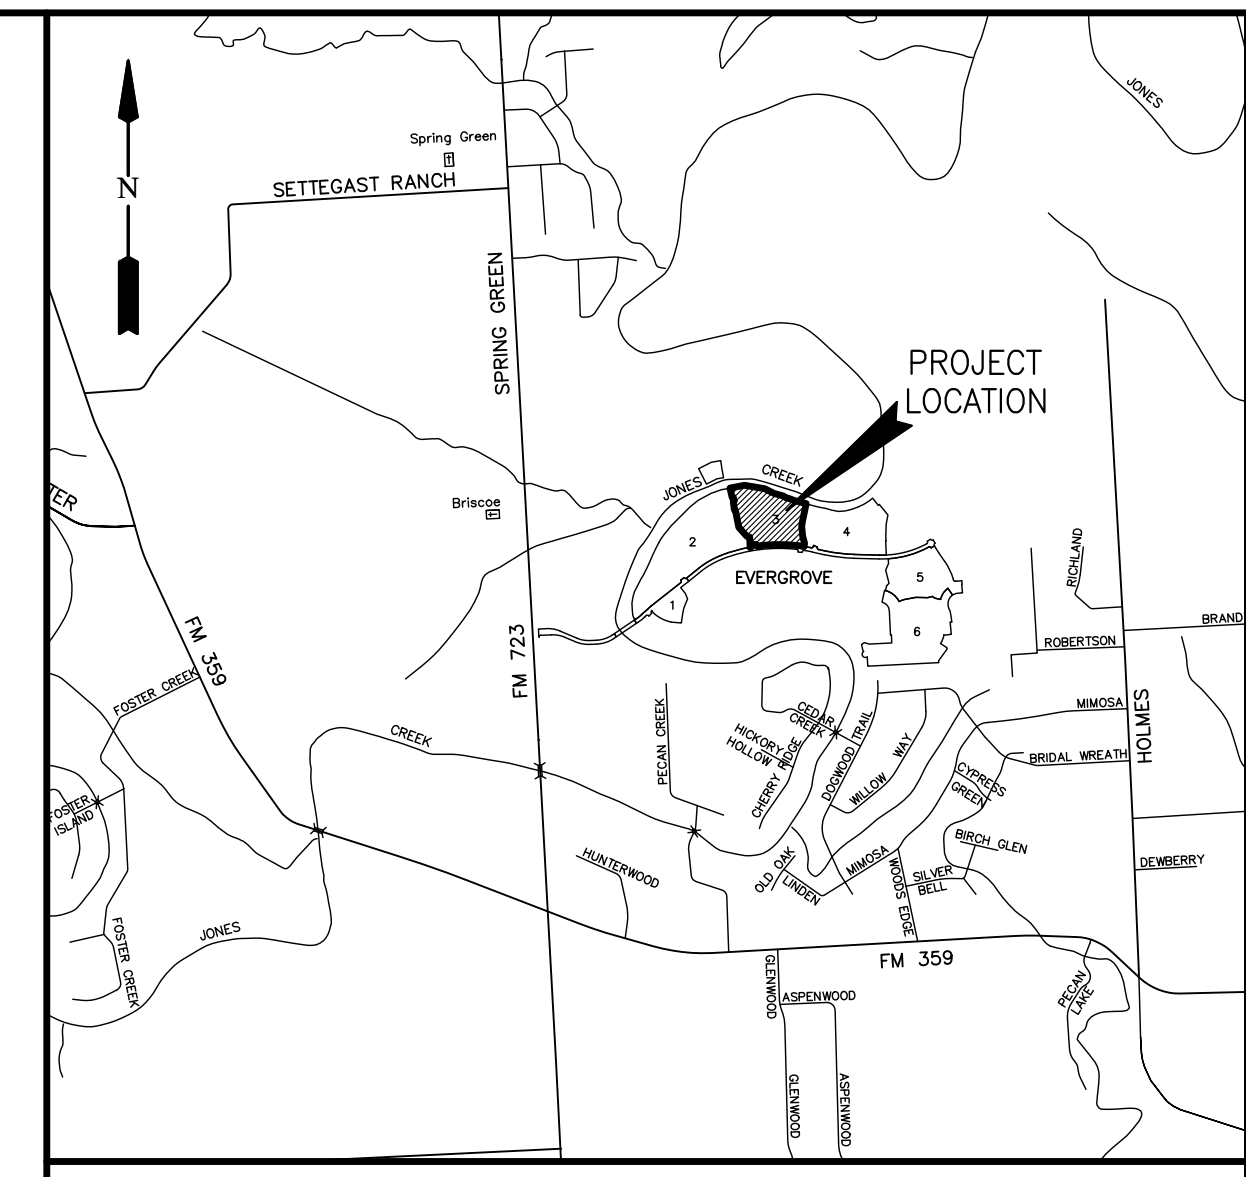 JONES
Spring Green
N
SETTEGAST RANCH
SPRING GREEN
PROJECT
LOCATION
CREEK
JONES
TER
Briscoe
3
4
2
RICHLAND
EVERGROVE
5
1
BRAND
6
FM 723
FM 359
ROBERTSON
FOSTER CREEK
MIMOSA
HOLMES
PECAN CREEK
CEDAR
CREEK
CREEK
HICKORY
HOLLOW
DOGWOOD TRAIL
WAY
BRIDAL WREATH
CHERRY RIDGE
WILLOW
CYPRESS
GREEN
FOSTER
ISLAND
BIRCH GLEN
HUNTERWOOD
OLD OAK
MIMOSA
DEWBERRY
LINDEN
WOODS EDGE
SILVER
BELL
JONES
FOSTER CREEK
FM 359
GLENWOOD
ASPENWOOD
PECAN
LAKE
GLENWOOD
ASPENWOOD